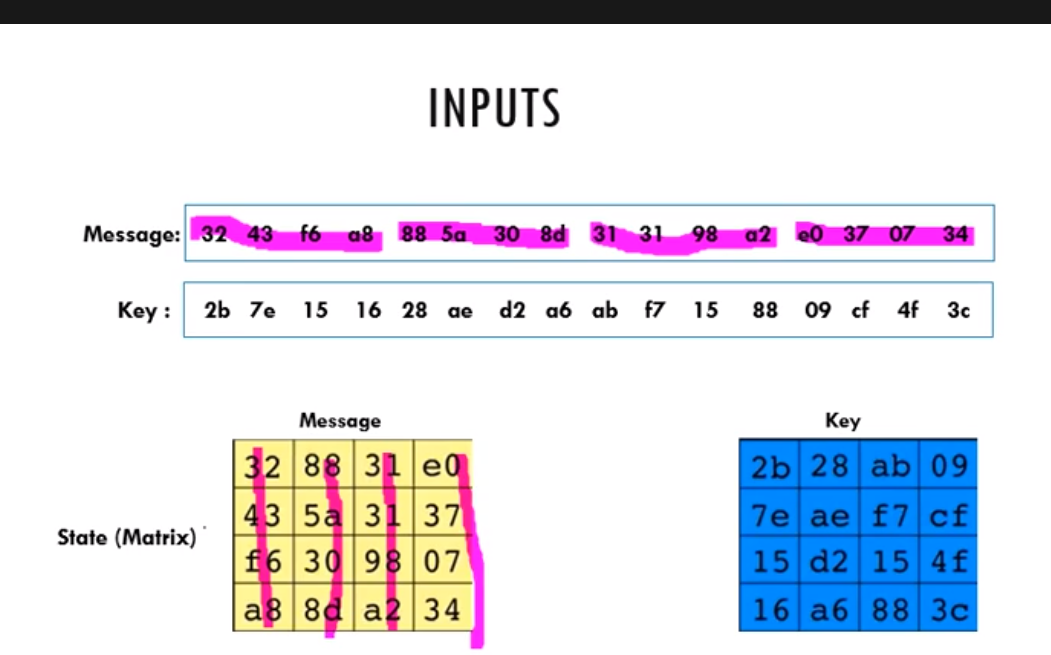 INPUTS
Message: 32 43 f6 a8 88 5a 30 8d 31 31 98 a2 e0 37 07 34
Key : 2b 7e 15 16 28 ae d2 a6 ab f7 15 88 09 cf 4f 3c
Message Key
32 88 31 e0 2b 28 ab 09
43 5a 31 37 7e ae f7 cf
State (Matrix)
f6 30 98 07 15 d2 15 4f
a8 8d a2 34 16 a6 88 3c